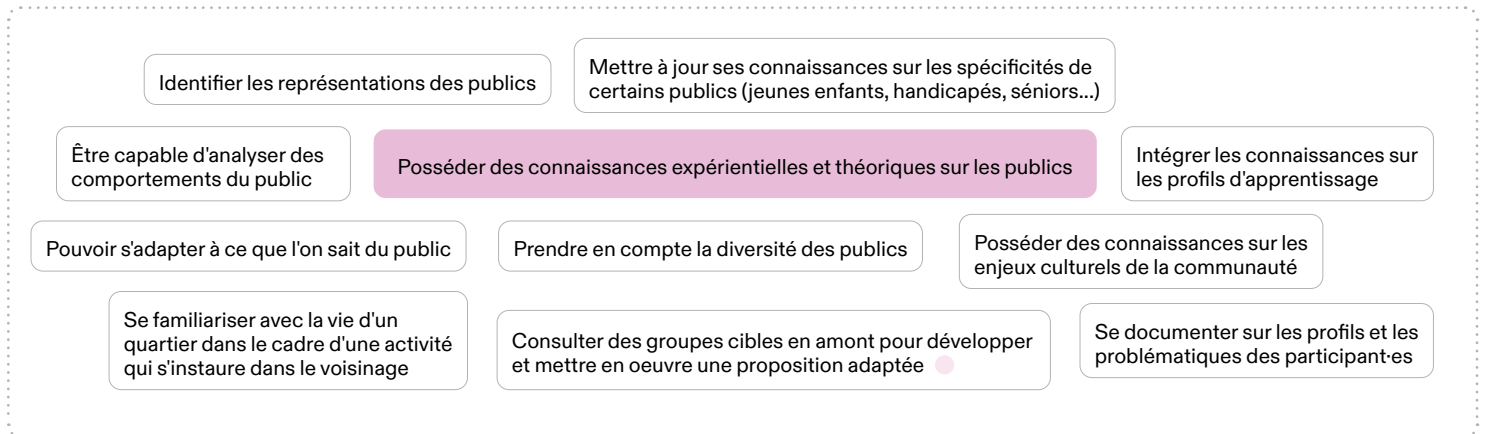 Identifier les représentations des publics
Mettre à jour ses connaissances sur les spécificités de
certains publics (jeunes enfants, handicapés, séniors...)
Être capable d'analyser des
comportements du public
Posséder des connaissances expérientielles et théoriques sur les publics
Intégrer les connaissances sur
les profils d'apprentissage
Pouvoir s'adapter à ce que l'on sait du public
Prendre en compte la diversité des publics
Posséder des connaissances sur les
enjeux culturels de la communauté
Se familiariser avec la vie d'un
quartier dans le cadre d'une activité
qui s'instaure dans le voisinage
Consulter des groupes cibles en amont pour développer
et mettre en oeuvre une proposition adaptée
Se documenter sur les profils et les
problématiques des participant·es